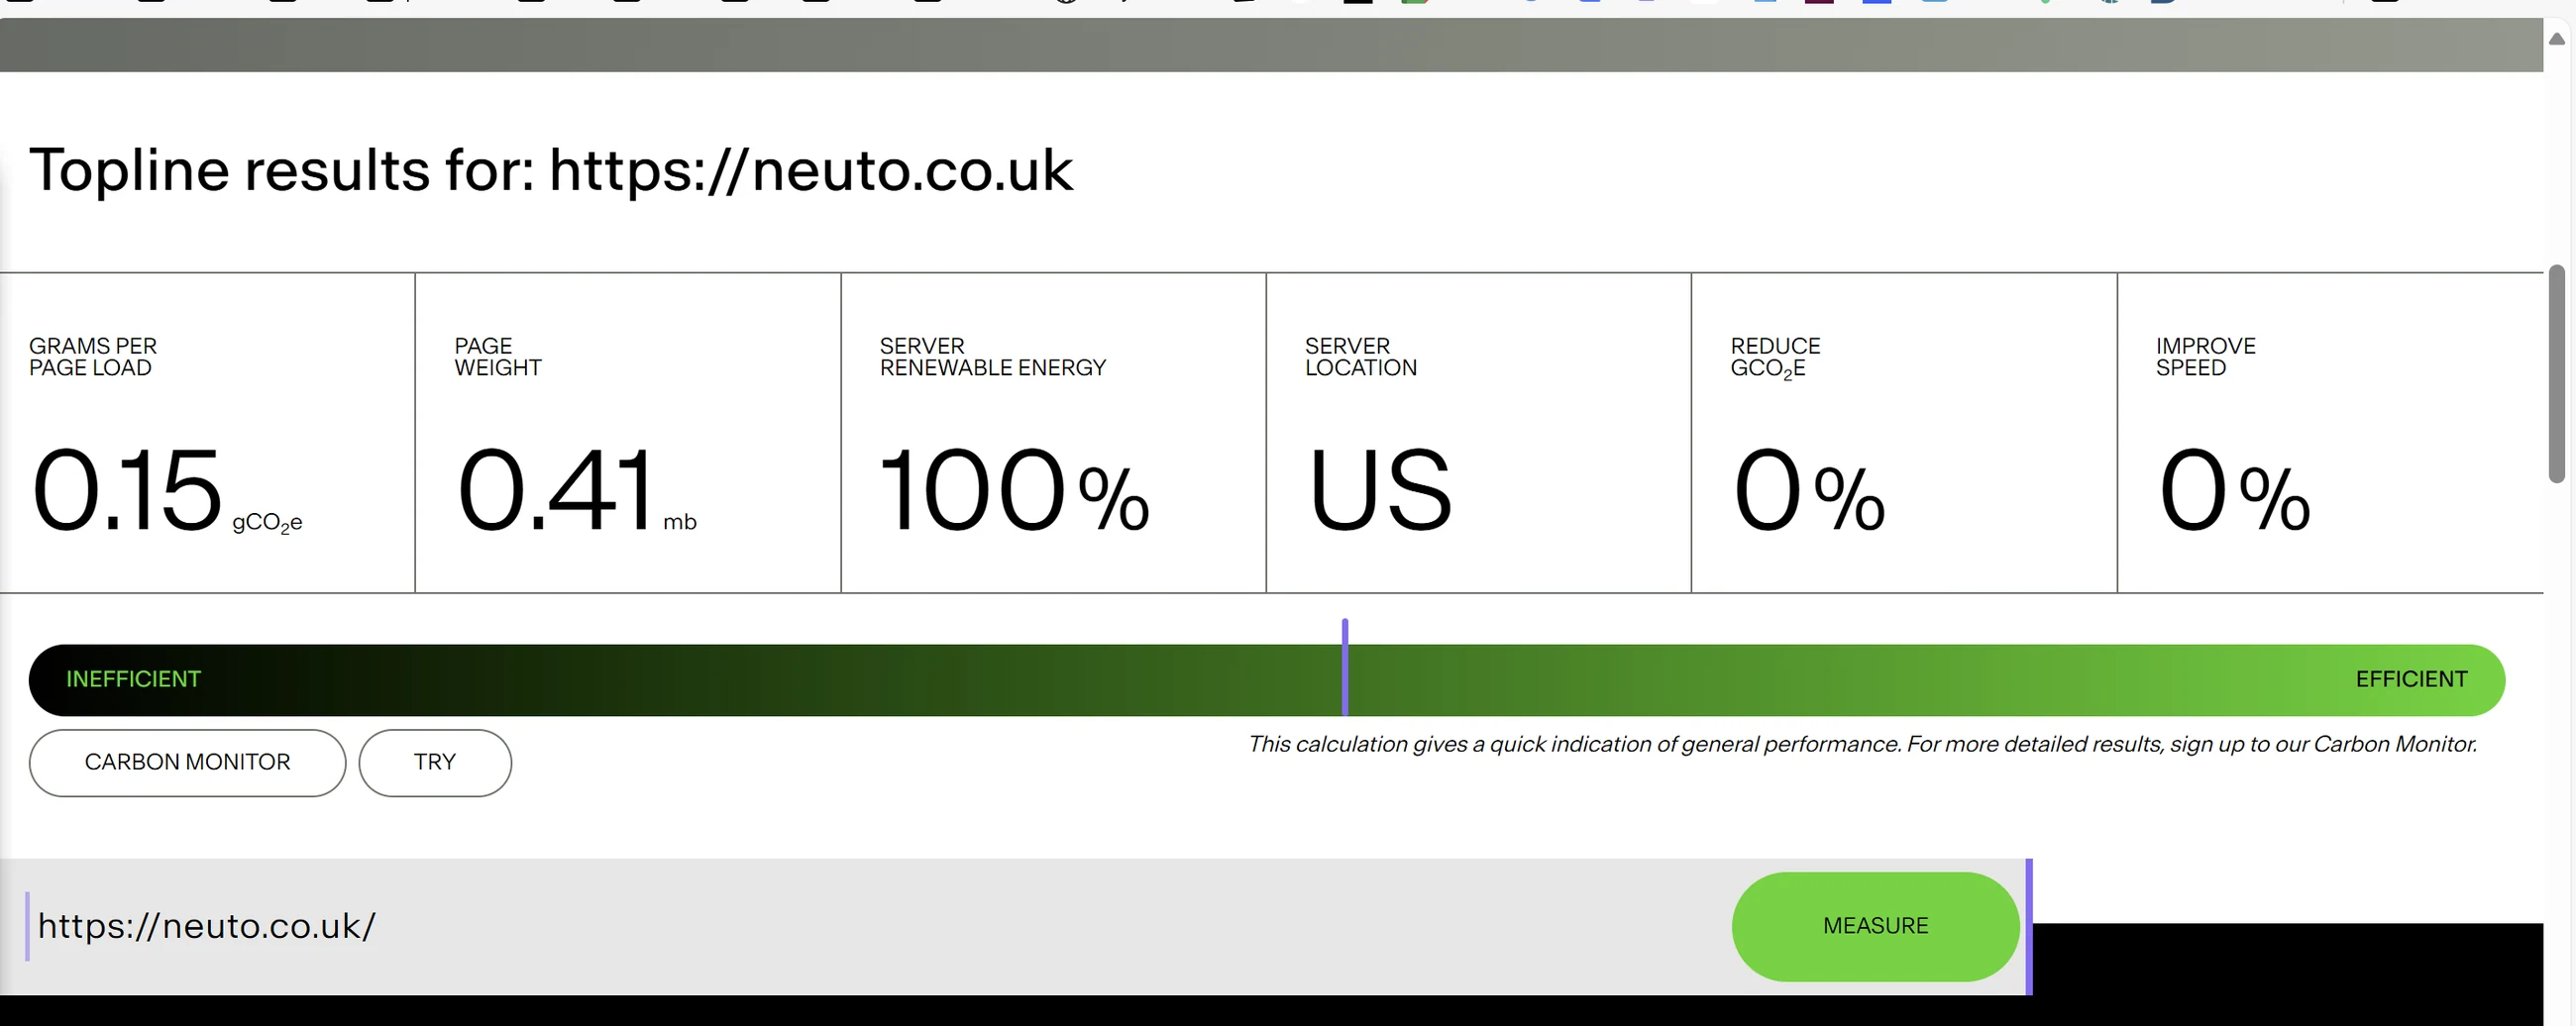 Topline results for: https://neuto.co.uk
GRAMS PER
PAGE LOAD
0.15 gCO₂e
PAGE
WEIGHT
0.41 mb
SERVER
RENEWABLE ENERGY
100%
SERVER
LOCATION
US
REDUCE
GCO₂E
0%
IMPROVE
SPEED
0%
INEFFICIENT
EFFICIENT
CARBON MONITOR
TRY
This calculation gives a quick indication of general performance. For more detailed results, sign up to our Carbon Monitor.
https://neuto.co.uk/
MEASURE